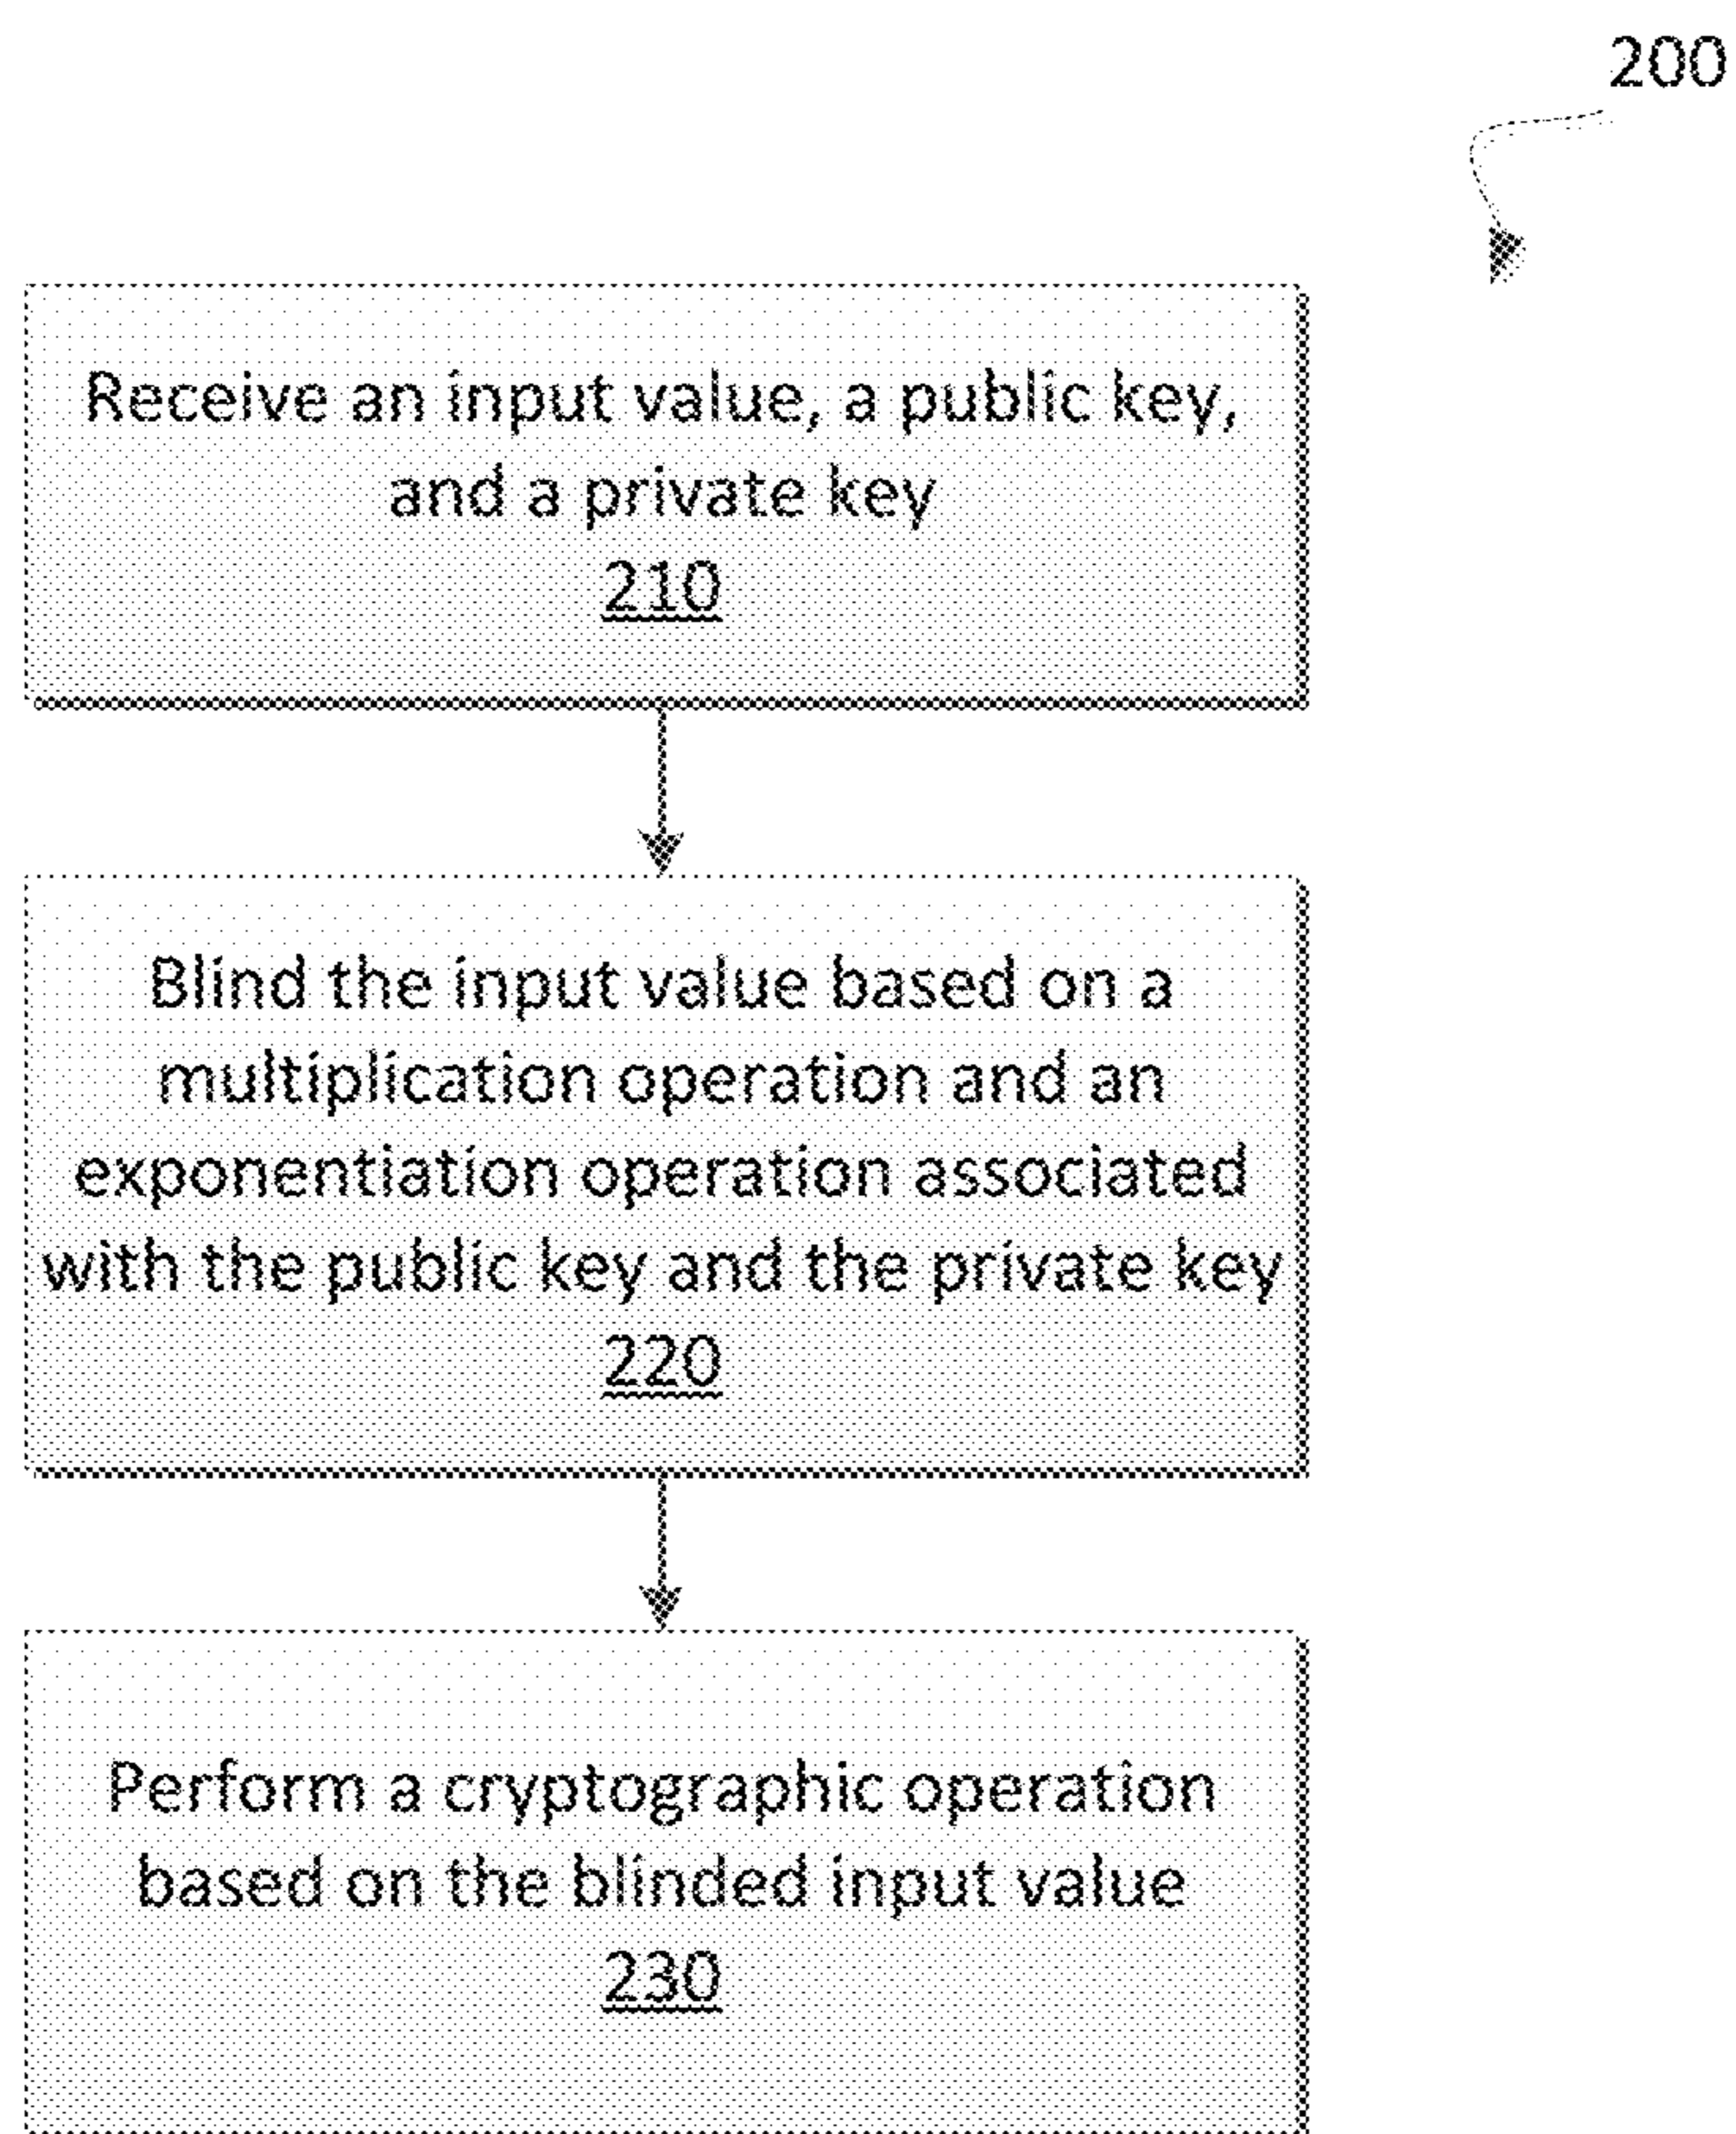 200
Receive an input value, a public key,
and a private key
210
Blind the input value based on a
multiplication operation and an
exponentiation operation associated
with the public key and the private key
220
Perform a cryptographic operation
based on the blinded input value
230